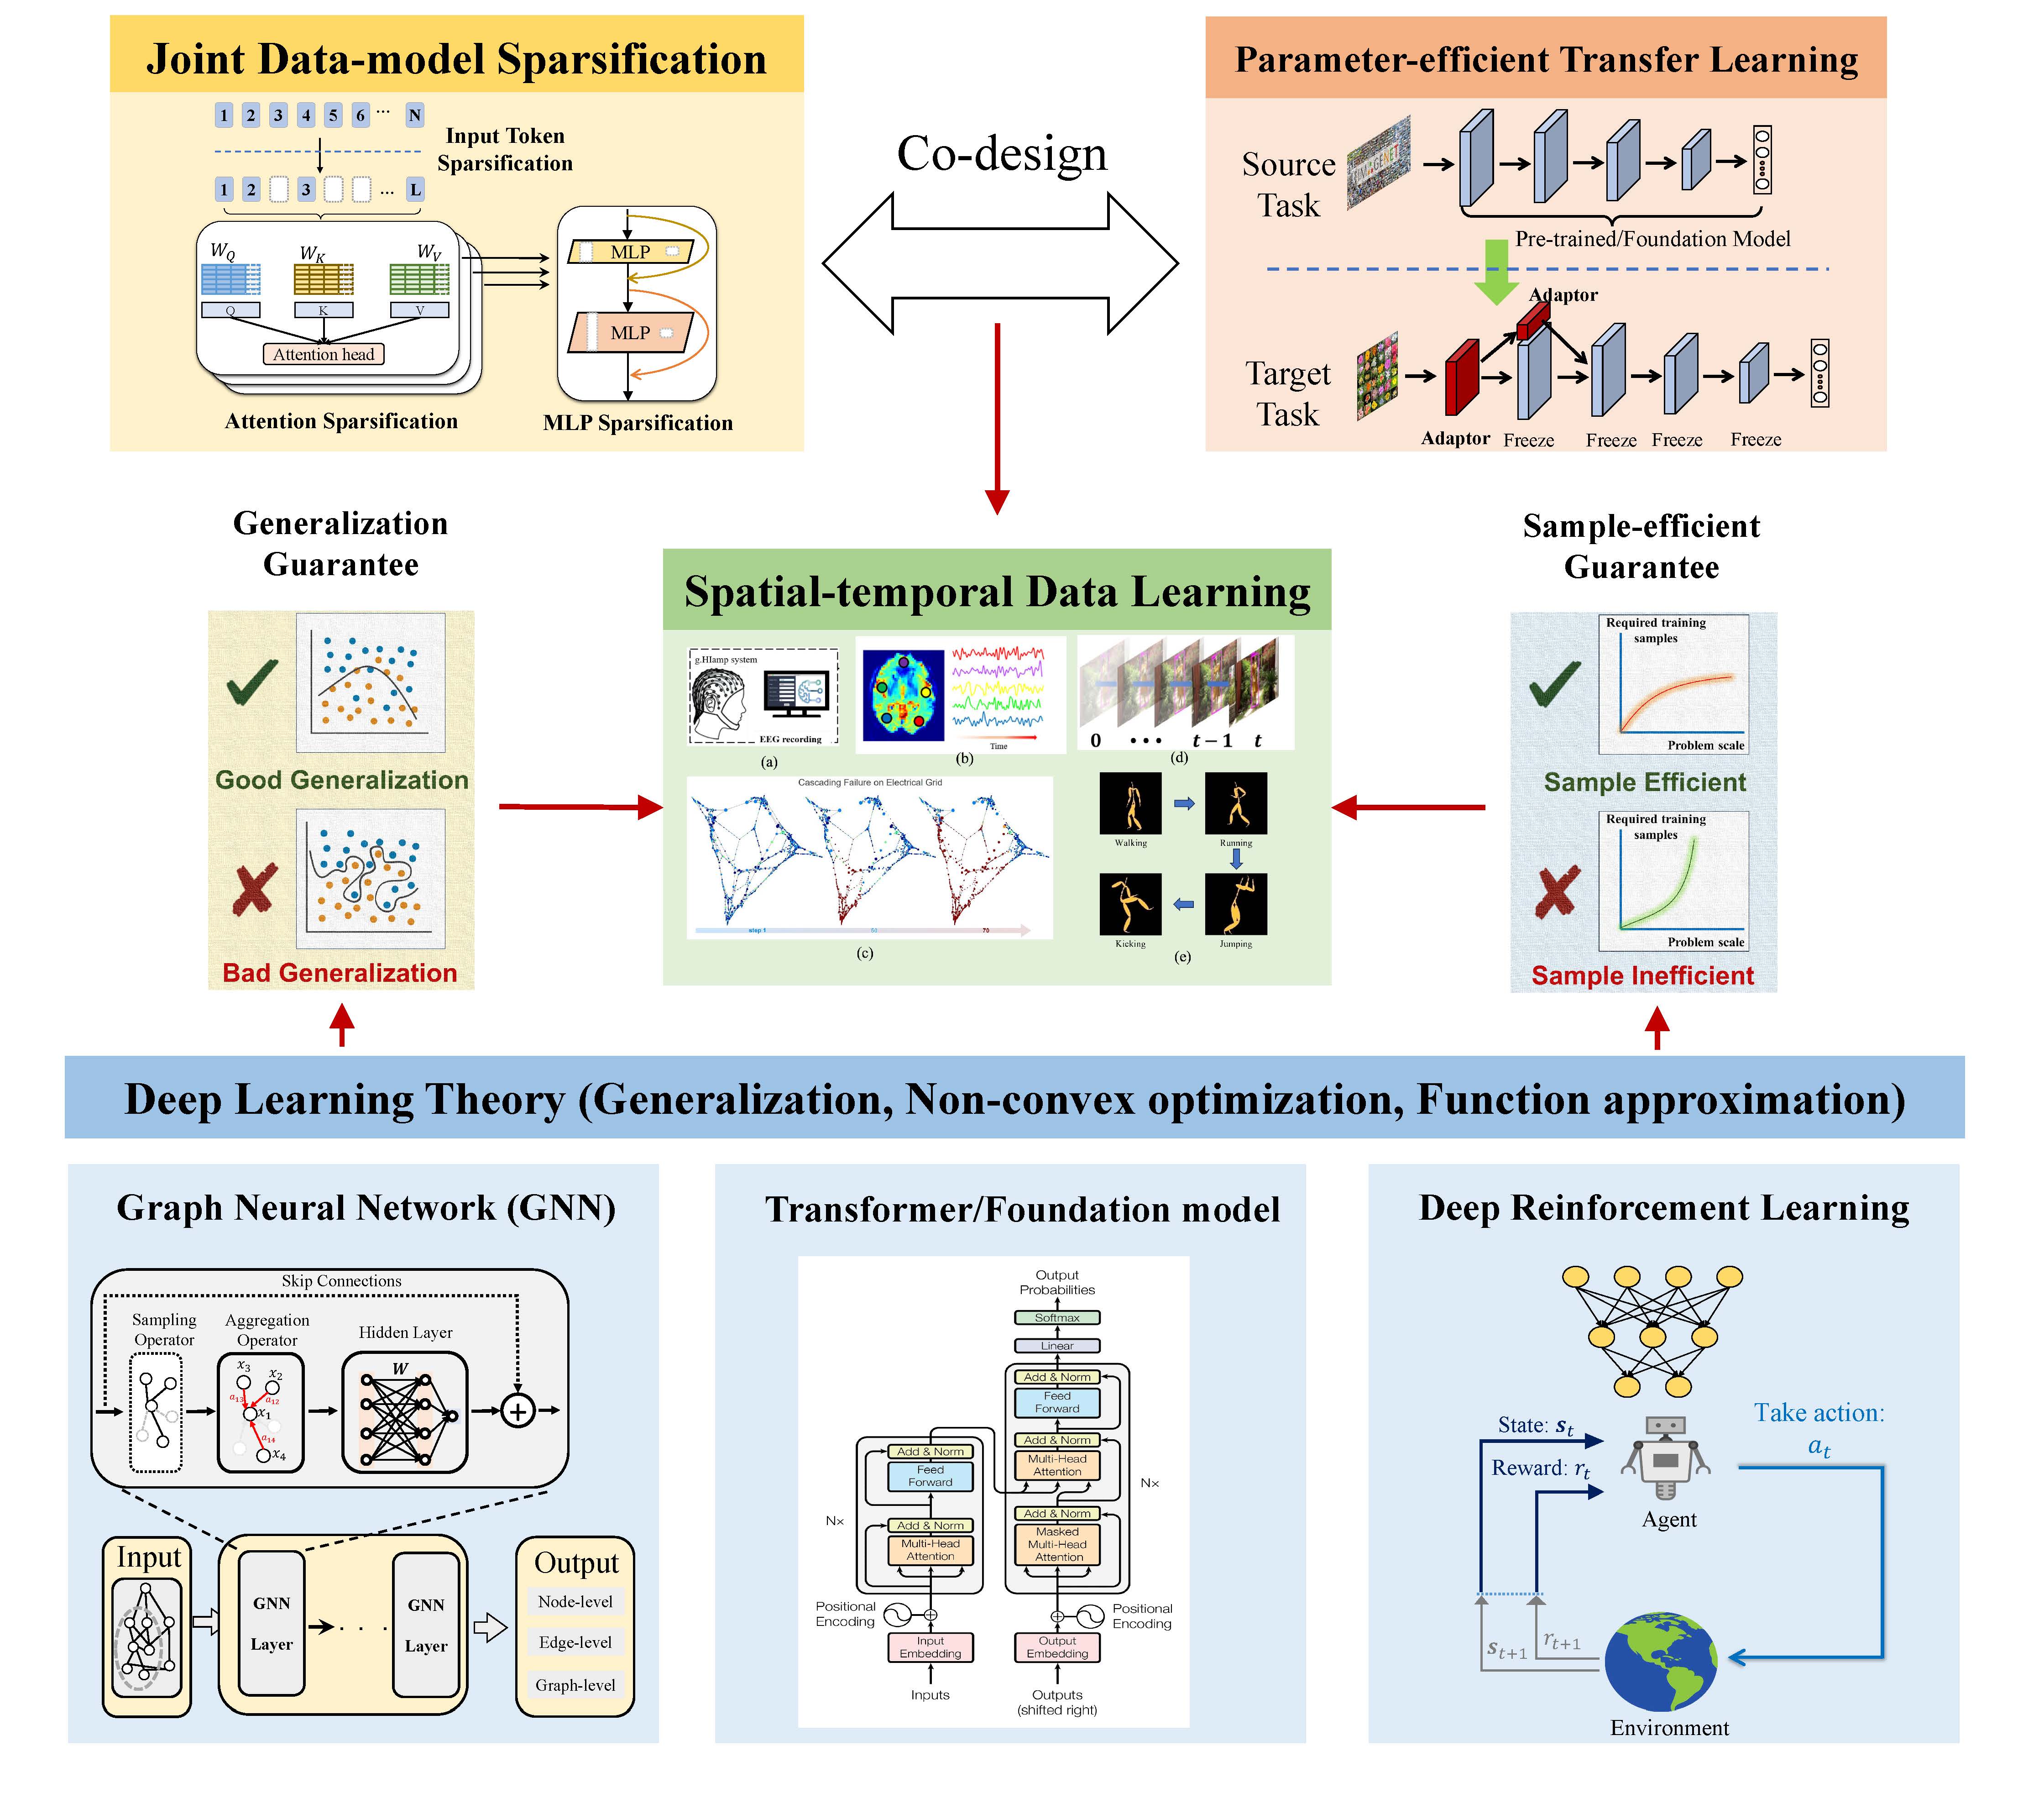 Joint Data-model Sparsification
1 2 3 4 5 6 ... N
Input Token
Sparsification
1 2 3 ... L
W_Q W_K W_V
Q K V
Attention head
MLP
MLP
Attention Sparsification
MLP Sparsification
Co-design
Parameter-efficient Transfer Learning
Source
Task
IMAGENET
Pre-trained/Foundation Model
Adaptor
Target
Task
Adaptor Freeze Freeze Freeze Freeze
Generalization
Guarantee
Good Generalization
Bad Generalization
Spatial-temporal Data Learning
g.HIamp system
EEG recording
(a)
Time
(b)
0 ... t − 1 t
(d)
Cascading Failure on Electrical Grid
step 1
70
(c)
Walking
Running
Kicking
Jumping
(e)
Sample-efficient
Guarantee
Required training
samples
Problem scale
Sample Efficient
Required training
samples
Problem scale
Sample Inefficient
Deep Learning Theory (Generalization, Non-convex optimization, Function approximation)
Graph Neural Network (GNN)
Skip Connections
Sampling
Operator
Aggregation
Operator
Hidden Layer
x_3
x_2
a_13
a_12
x_1
a_14
x_4
W
+
Input
GNN
Layer
. . .
GNN
Layer
Output
Node-level
Edge-level
Graph-level
Transformer/Foundation model
Output
Probabilities
Softmax
Linear
Add & Norm
Feed
Forward
Add & Norm
Multi-Head
Attention
Add & Norm
Masked
Multi-Head
Attention
N×
Add & Norm
Feed
Forward
Add & Norm
Multi-Head
Attention
N×
Positional
Encoding
Positional
Encoding
Input
Embedding
Output
Embedding
Inputs
Outputs
(shifted right)
Deep Reinforcement Learning
State: s_t
Reward: r_t
Take action:
a_t
Agent
s_t+1
r_t+1
Environment